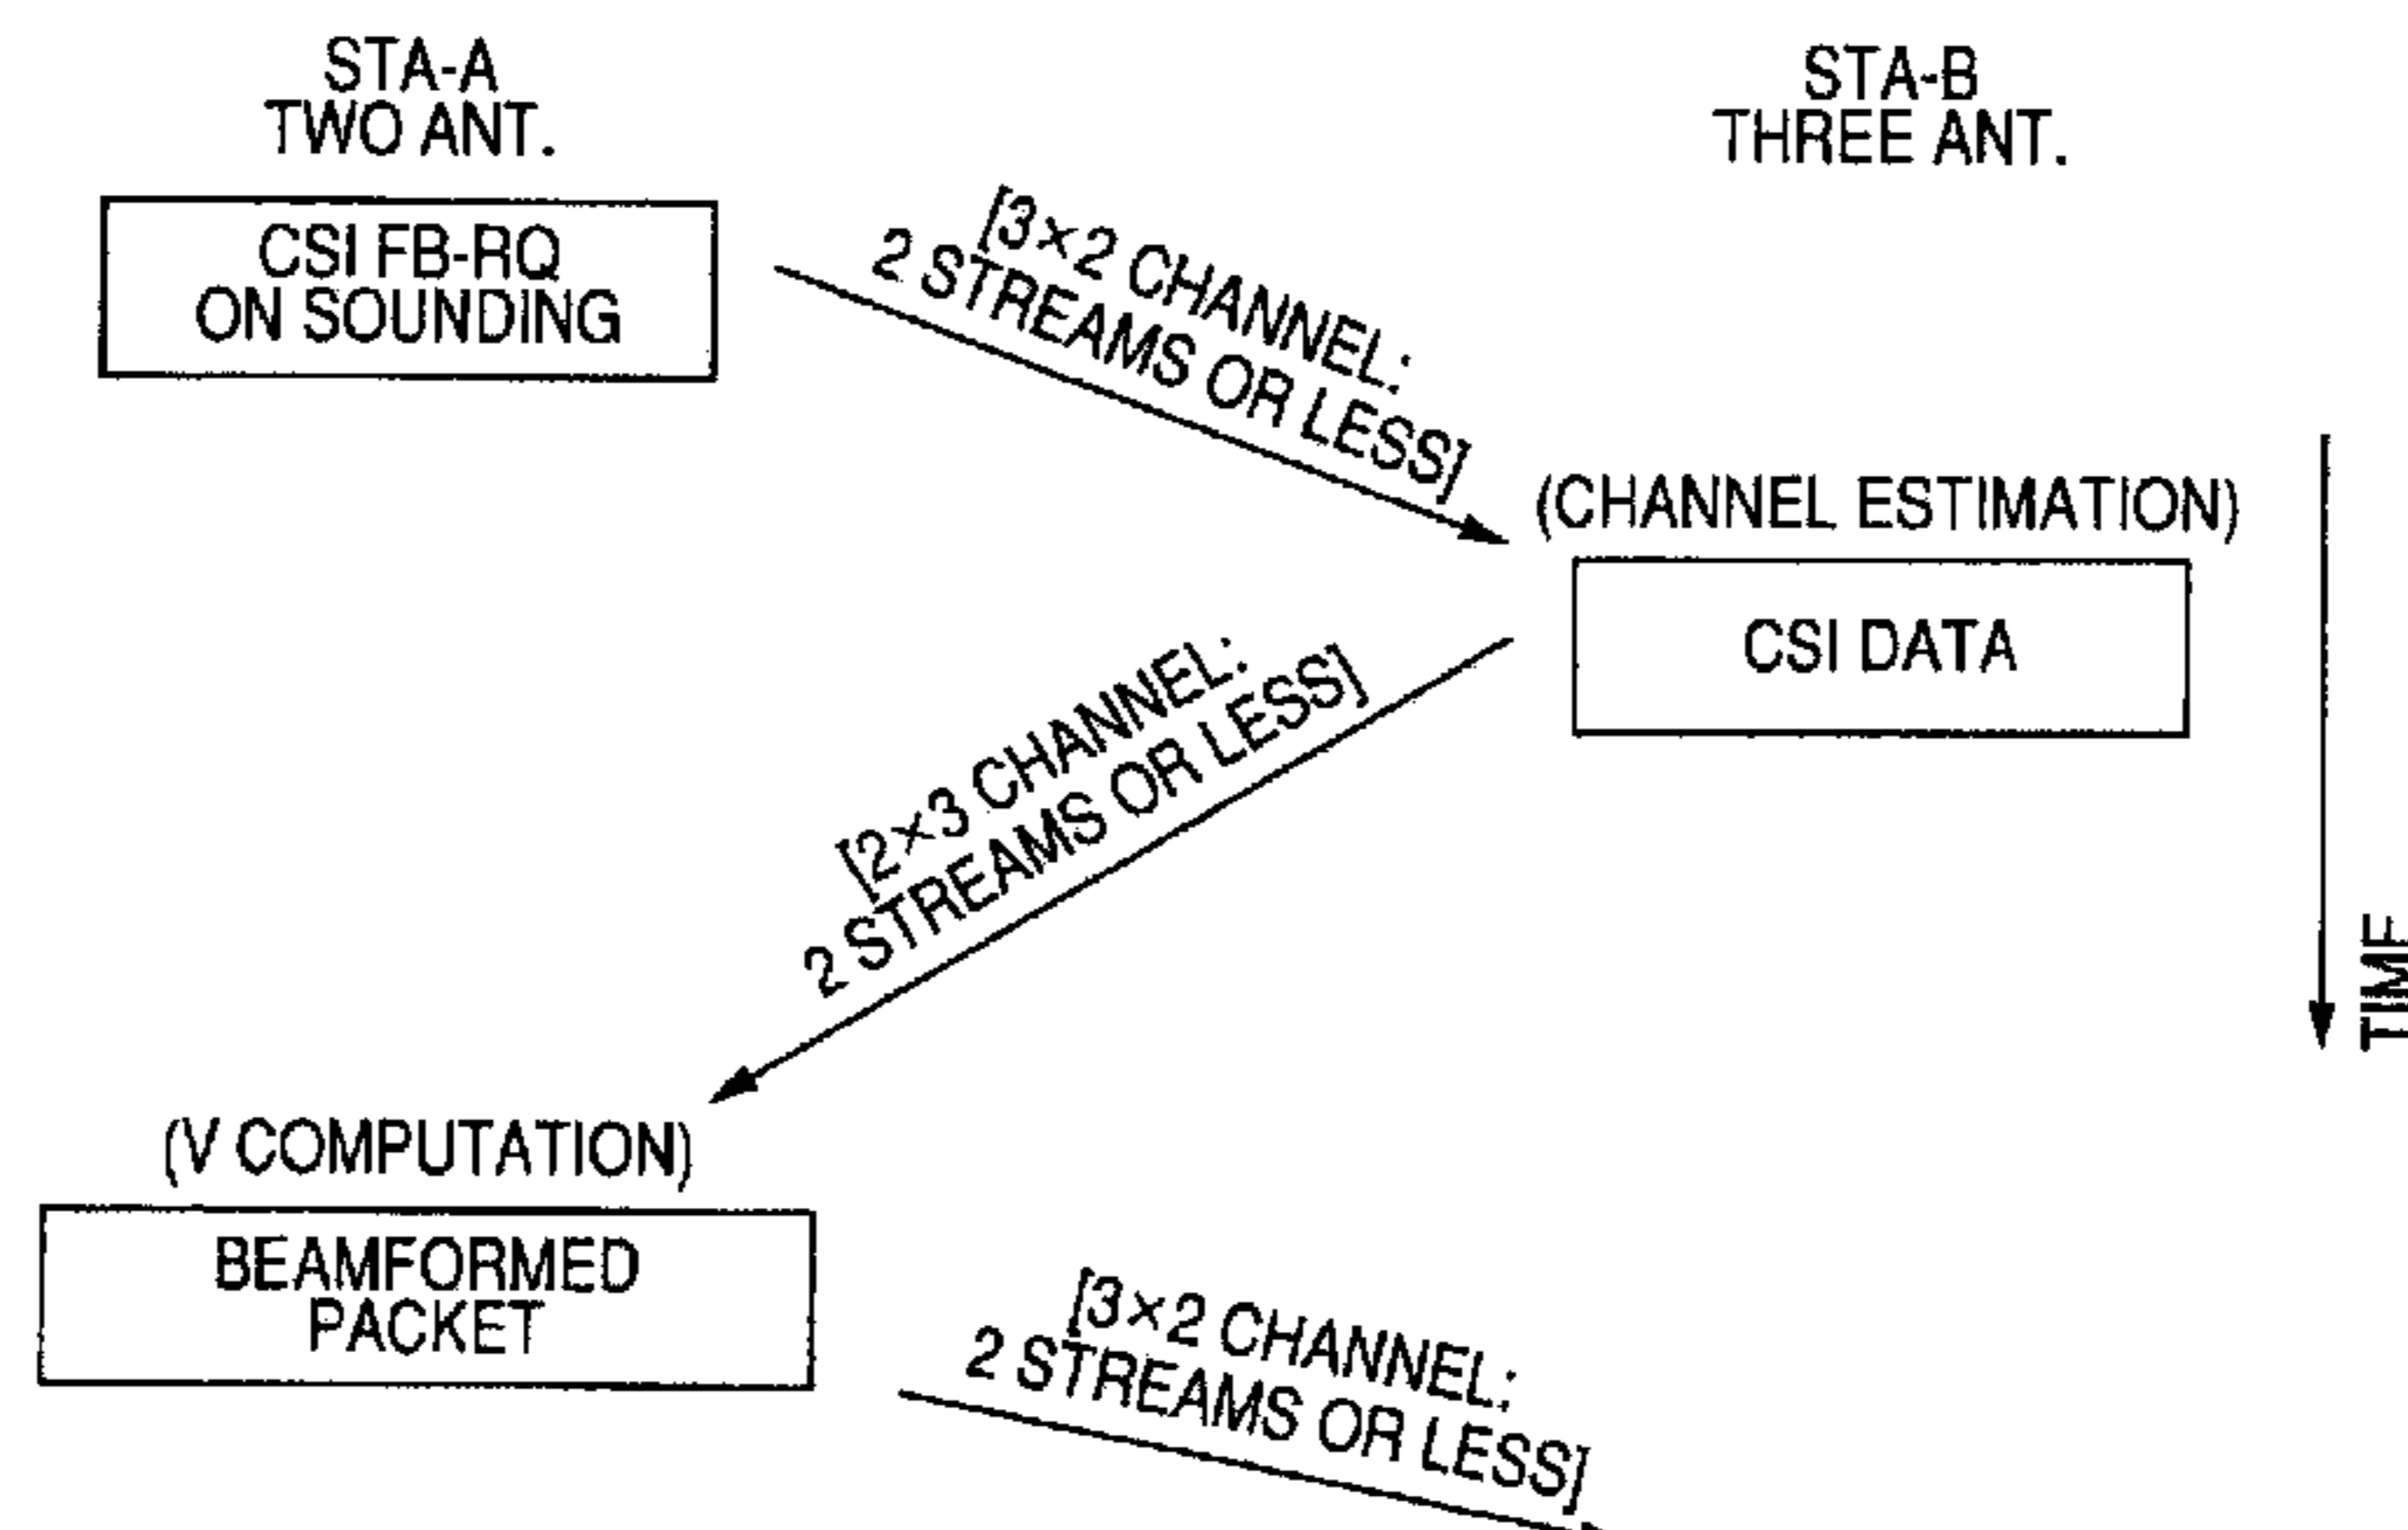 STA-A
TWO ANT.
STA-B
THREE ANT.
CSI FB-RQ
ON SOUNDING
[3×2 CHANNEL:
2 STREAMS OR LESS]
(CHANNEL ESTIMATION)
CSI DATA
[2×3 CHANNEL:
2 STREAMS OR LESS]
TIME
(V COMPUTATION)
BEAMFORMED
PACKET
[3×2 CHANNEL:
2 STREAMS OR LESS]